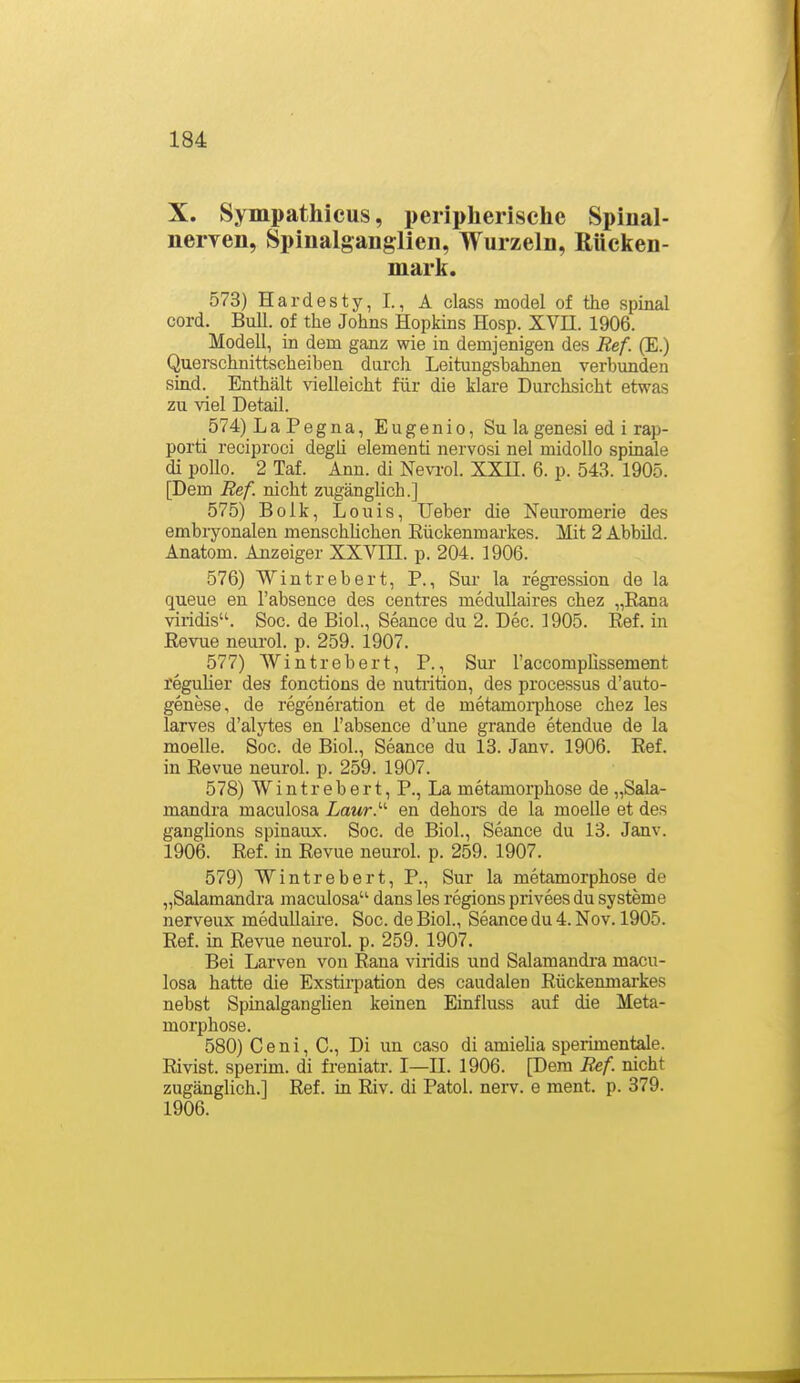 184
X. Sympathicus, peripherische Spinal-
nerven, Spinalganglien, Wurzeln, Rücken-
mark.
573) Hardesty, I., A class model of the spinal
cord. Bull. of the Johns Hopkins Hosp. XVII. 1906.
Modell, in dem ganz wie in demjenigen des Ref. (E.)
Querschnittscheiben durch Leitungsbahnen verbunden
sind. Enthält vielleicht für die klare Durchsicht etwas
zu viel Detail.
574) La Pegna, Eugenio, Su la genesi ed i rap-
porti reciproci degli elementi nervosi nel midollo spinale
di pollo. 2 Taf. Ann. di Nevrol. XXII. 6. p. 543. 1905.
[Dem Ref. nicht zugänglich.]
575) Bolk, Louis, Ueber die Neuromerie des
embryonalen menschlichen Rückenmarkes. Mit 2 Abbild.
Anatom. Anzeiger XXVIII. p. 204. 1906.
576) Wintrebert, P., Sur la régression de la
queue en l'absence des centres médullaires chez „Rana
viridis“. Soc. de Biol., Séance du 2. Déc. 1905. Ref. in
Revue neurol. p. 259. 1907.
577) Wintrebert, P., Sur l'accomplissement
régulier des fonctions de nutrition, des processus d'auto-
génèse, de régénération et de métamorphose chez les
larves d'alytes en l'absence d'une grande étendue de la
moelle. Soc. de Biol., Séance du 13. Janv. 1906. Ref.
in Revue neurol. p. 259. 1907.
578) Wintrebert, P., La métamorphose de „Sala-
mandra maculosa Laur.“ en dehors de la moelle et des
ganglions spinaux. Soc. de Biol., Séance du 13. Janv.
1906. Ref. in Revue neurol. p. 259. 1907.
579) Wintrebert, P., Sur la métamorphose de
„Salamandra maculosa“ dans les régions privées du système
nerveux médullaire. Soc. de Biol., Séance du 4. Nov. 1905.
Ref. in Revue neurol. p. 259. 1907.
Bei Larven von Rana viridis und Salamandra macu-
losa hatte die Exstirpation des caudalen Rückenmarkes
nebst Spinalganglien keinen Einfluss auf die Meta-
morphose.
580) Ceni, C., Di un caso di amielia sperimentale.
Rivist. sperim. di freniatr. I—II. 1906. [Dem Ref. nicht
zugänglich.] Ref. in Riv. di Patol. nerv. e ment. p. 379.
1906.